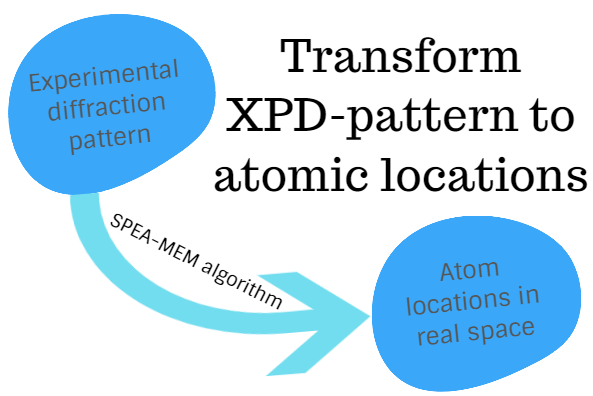 Experimental
diffraction
pattern
Transform
XPD-pattern to
atomic locations
SPEA-MEM algorithm
Atom
locations in
real space